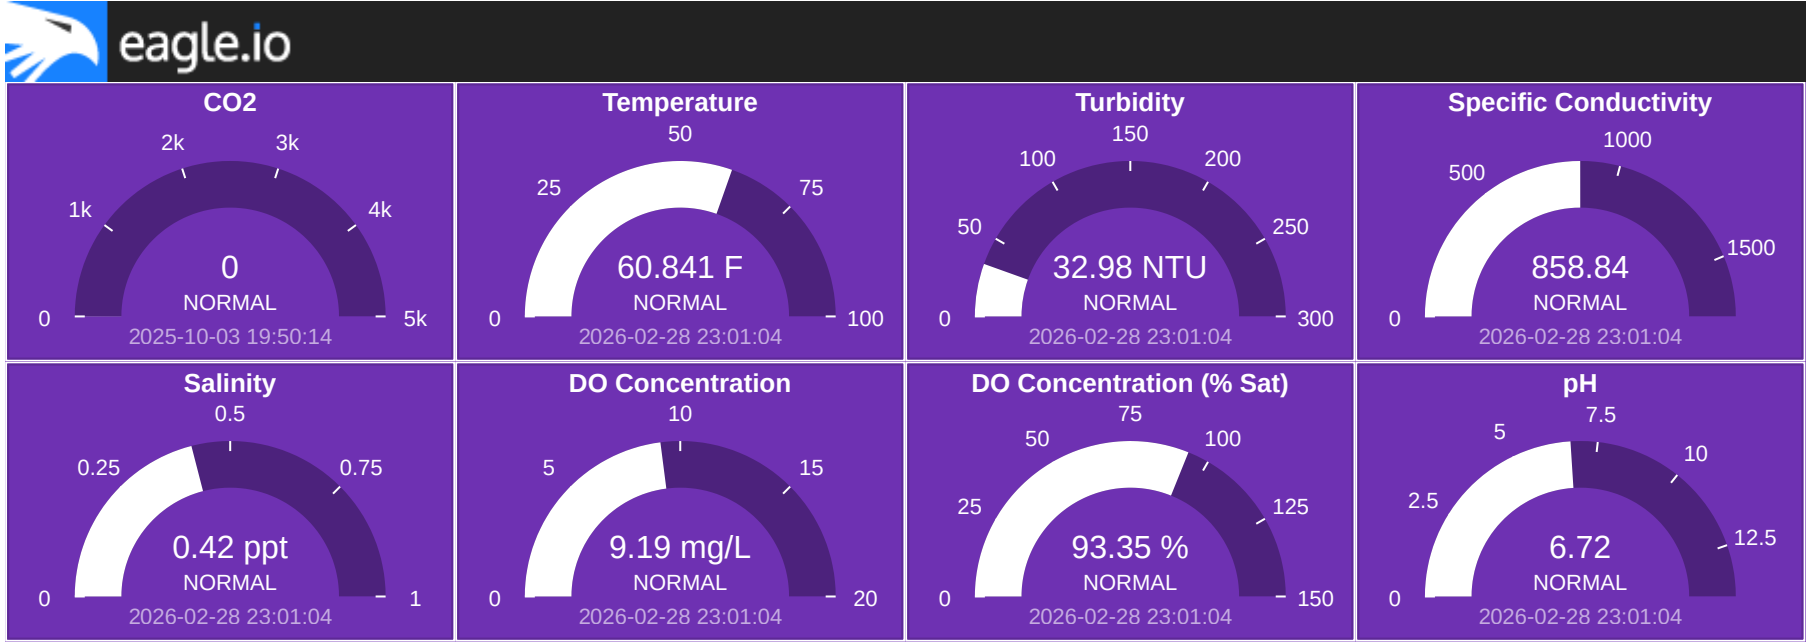 eagle.io
CO2
2k
3k
1k
4k
0
5k
0
NORMAL
2025-10-03 19:50:14
Temperature
50
25
75
60.841 F
NORMAL
0
100
2026-02-28 23:01:04
Turbidity
150
100
200
50
250
32.98 NTU
NORMAL
0
300
2026-02-28 23:01:04
Specific Conductivity
1000
500
1500
858.84
NORMAL
0
2026-02-28 23:01:04
Salinity
0.5
0.25
0.75
0.42 ppt
NORMAL
0
1
2026-02-28 23:01:04
DO Concentration
10
5
15
9.19 mg/L
NORMAL
0
20
2026-02-28 23:01:04
DO Concentration (% Sat)
75
50
100
25
125
93.35 %
NORMAL
0
150
2026-02-28 23:01:04
pH
7.5
5
10
2.5
12.5
6.72
NORMAL
0
2026-02-28 23:01:04